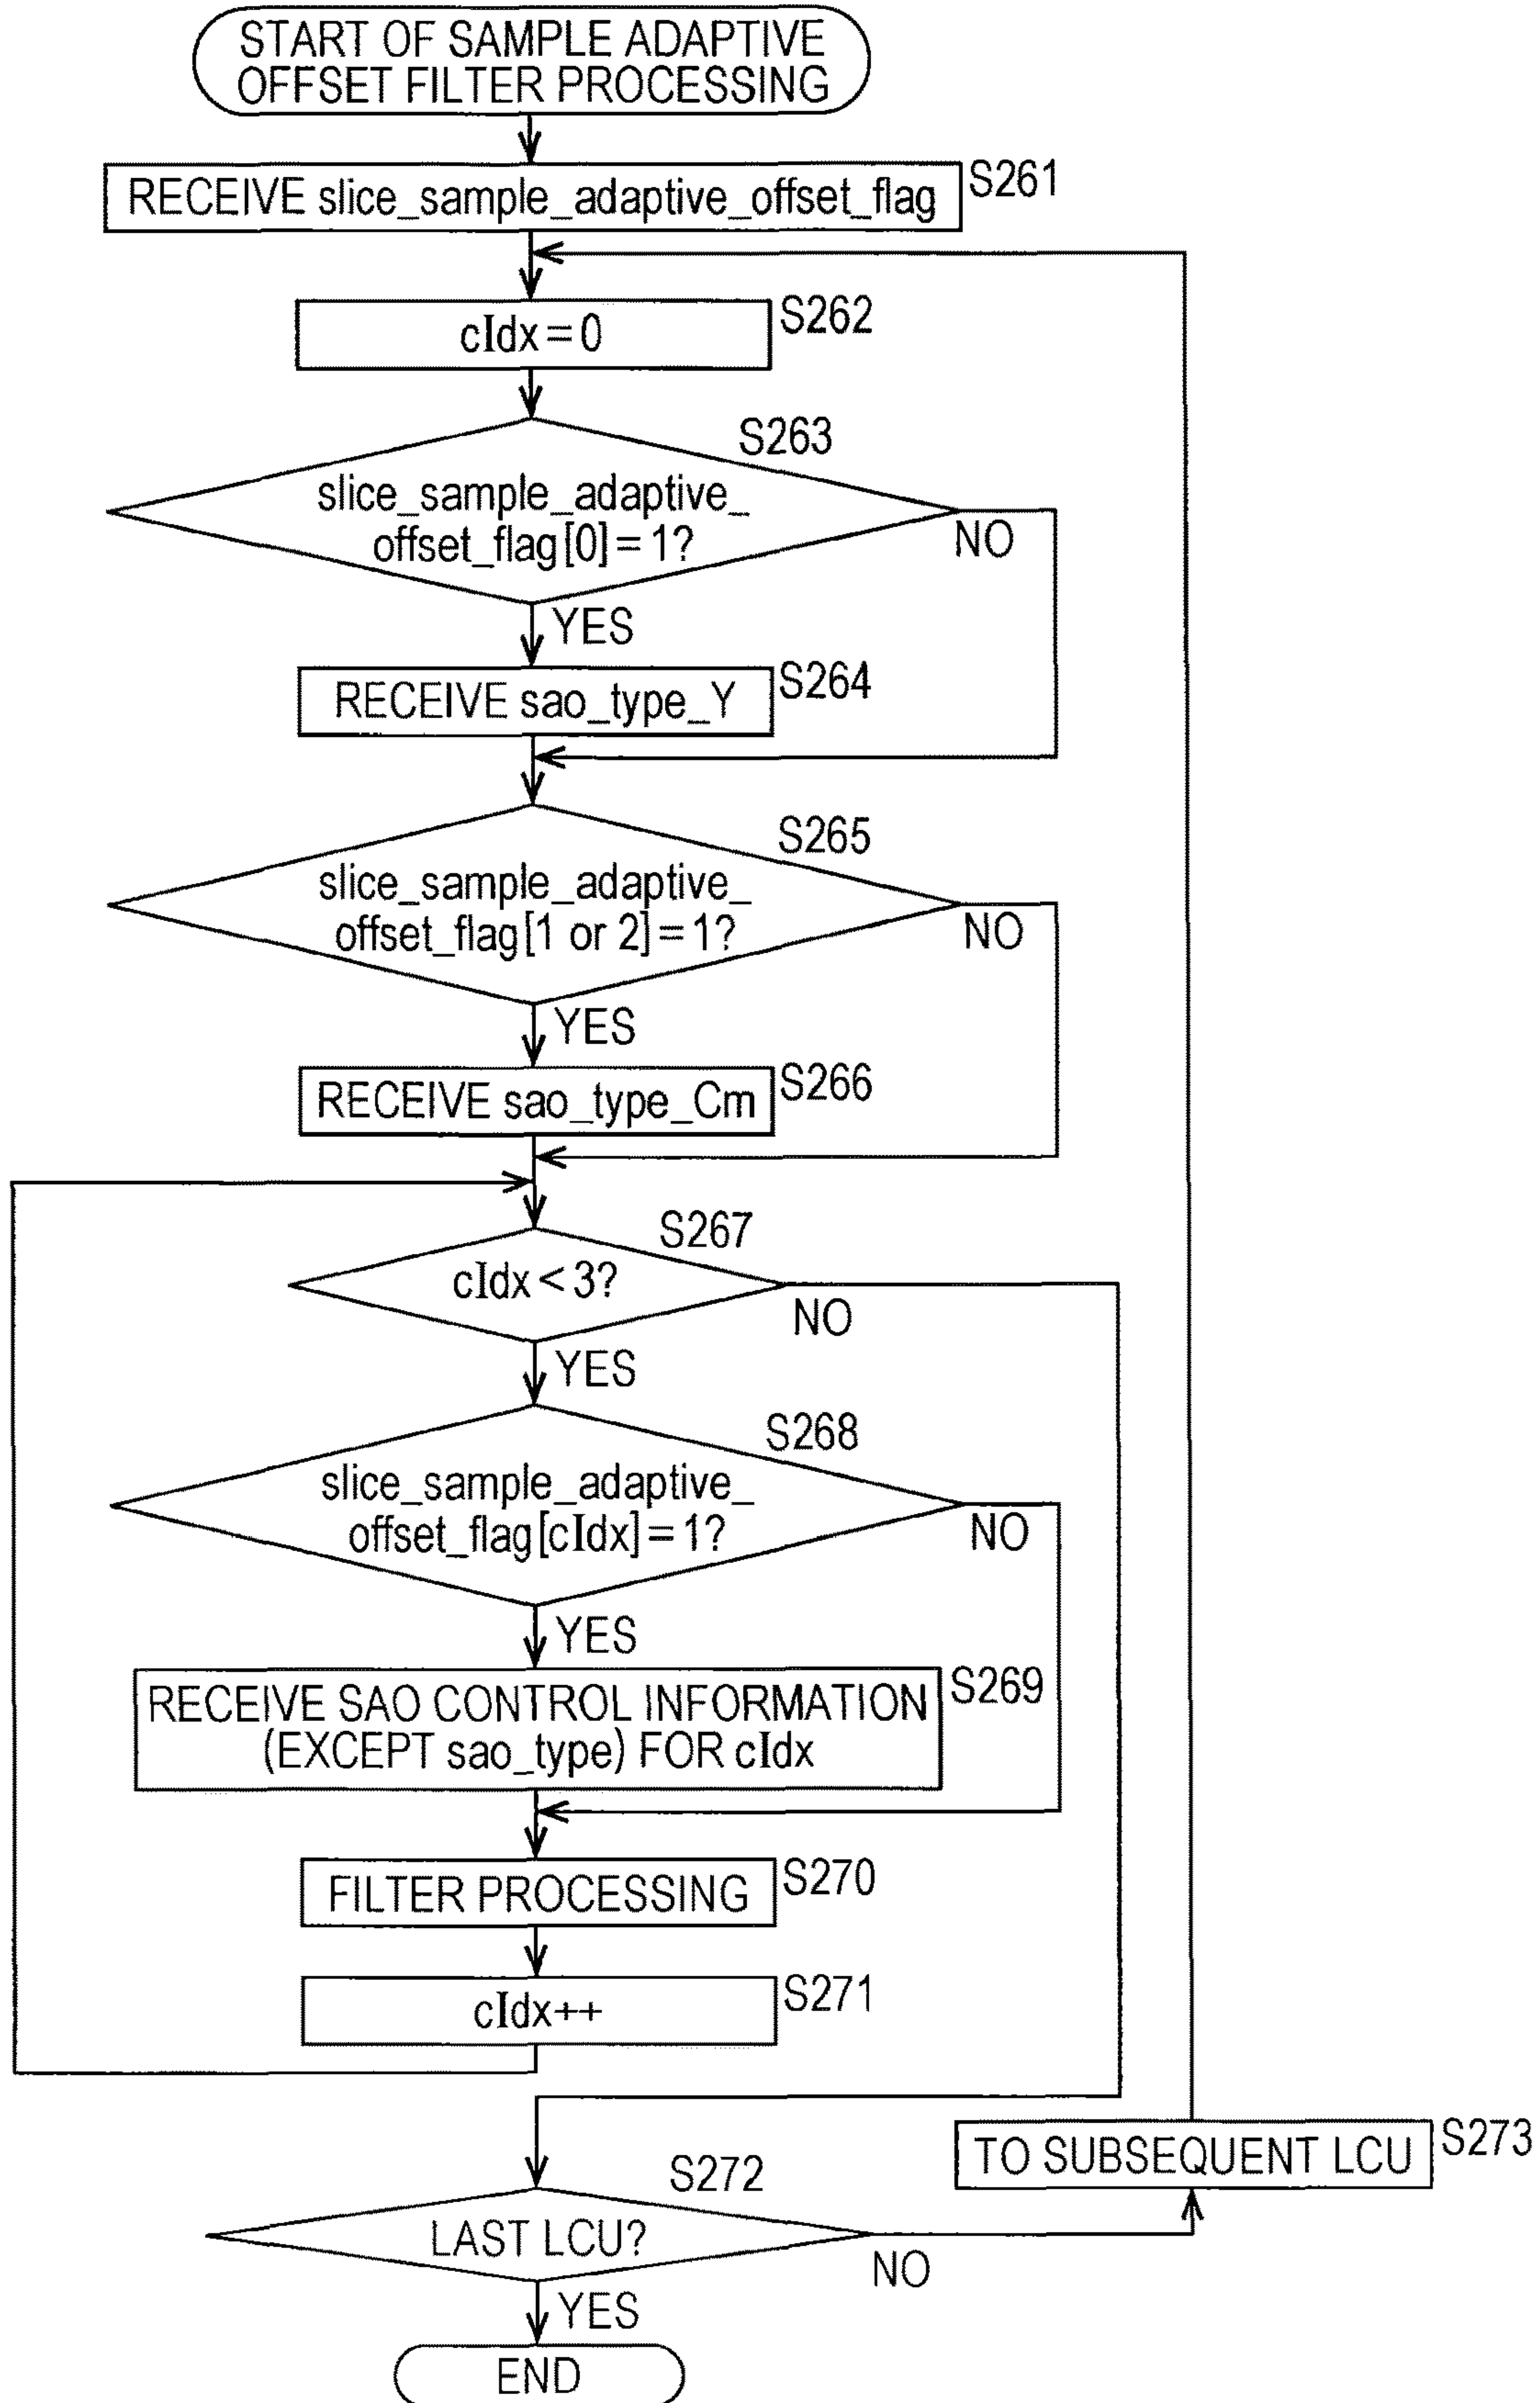 START OF SAMPLE ADAPTIVE
OFFSET FILTER PROCESSING
RECEIVE slice_sample_adaptive_offset_flag
S261
cIdx=0
S262
S263
slice_sample_adaptive_
offset_flag[0]=1?
NO
YES
RECEIVE sao_type_Y
S264
S265
slice_sample_adaptive_
offset_flag[1 or 2]=1?
NO
YES
RECEIVE sao_type_Cm
S266
S267
cIdx<3?
NO
YES
S268
slice_sample_adaptive_
offset_flag[cIdx]=1?
NO
YES
RECEIVE SAO CONTROL INFORMATION
(EXCEPT sao_type) FOR cIdx
S269
FILTER PROCESSING
S270
cIdx++
S271
TO SUBSEQUENT LCU
S273
S272
LAST LCU?
NO
YES
END